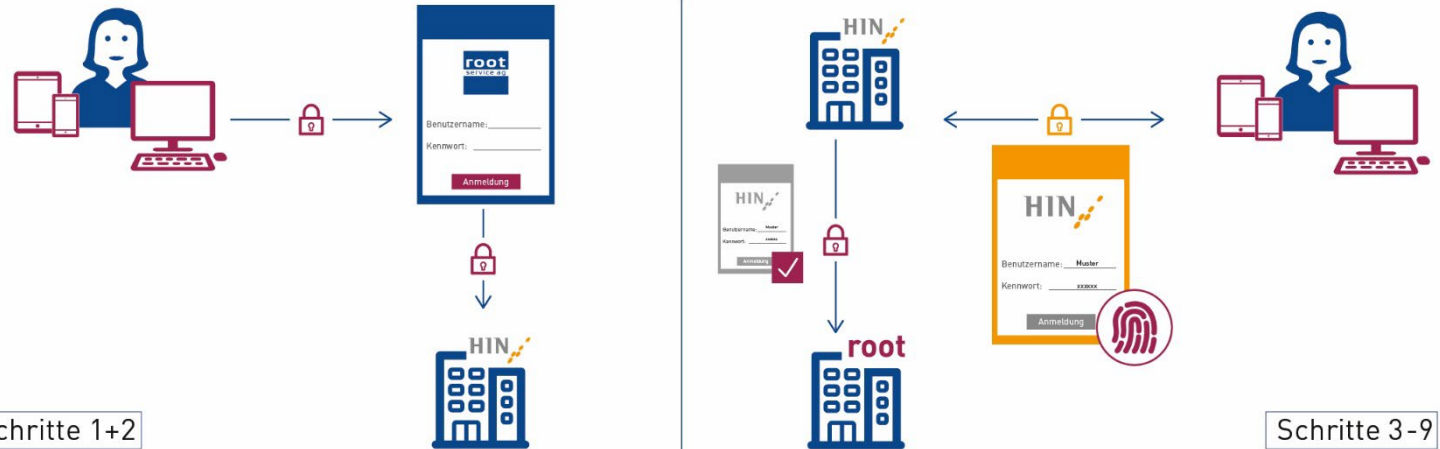 root
service ag
Benutzername:
Kennwort:
Anmeldung
HIN
chritte 1+2
HIN
HIN
Benutzername: Muster
Kennwort: xxxxxx
Anmeldung
root
HIN
Benutzername: Muster
Kennwort: xxxxxx
Anmeldung
Schritte 3-9